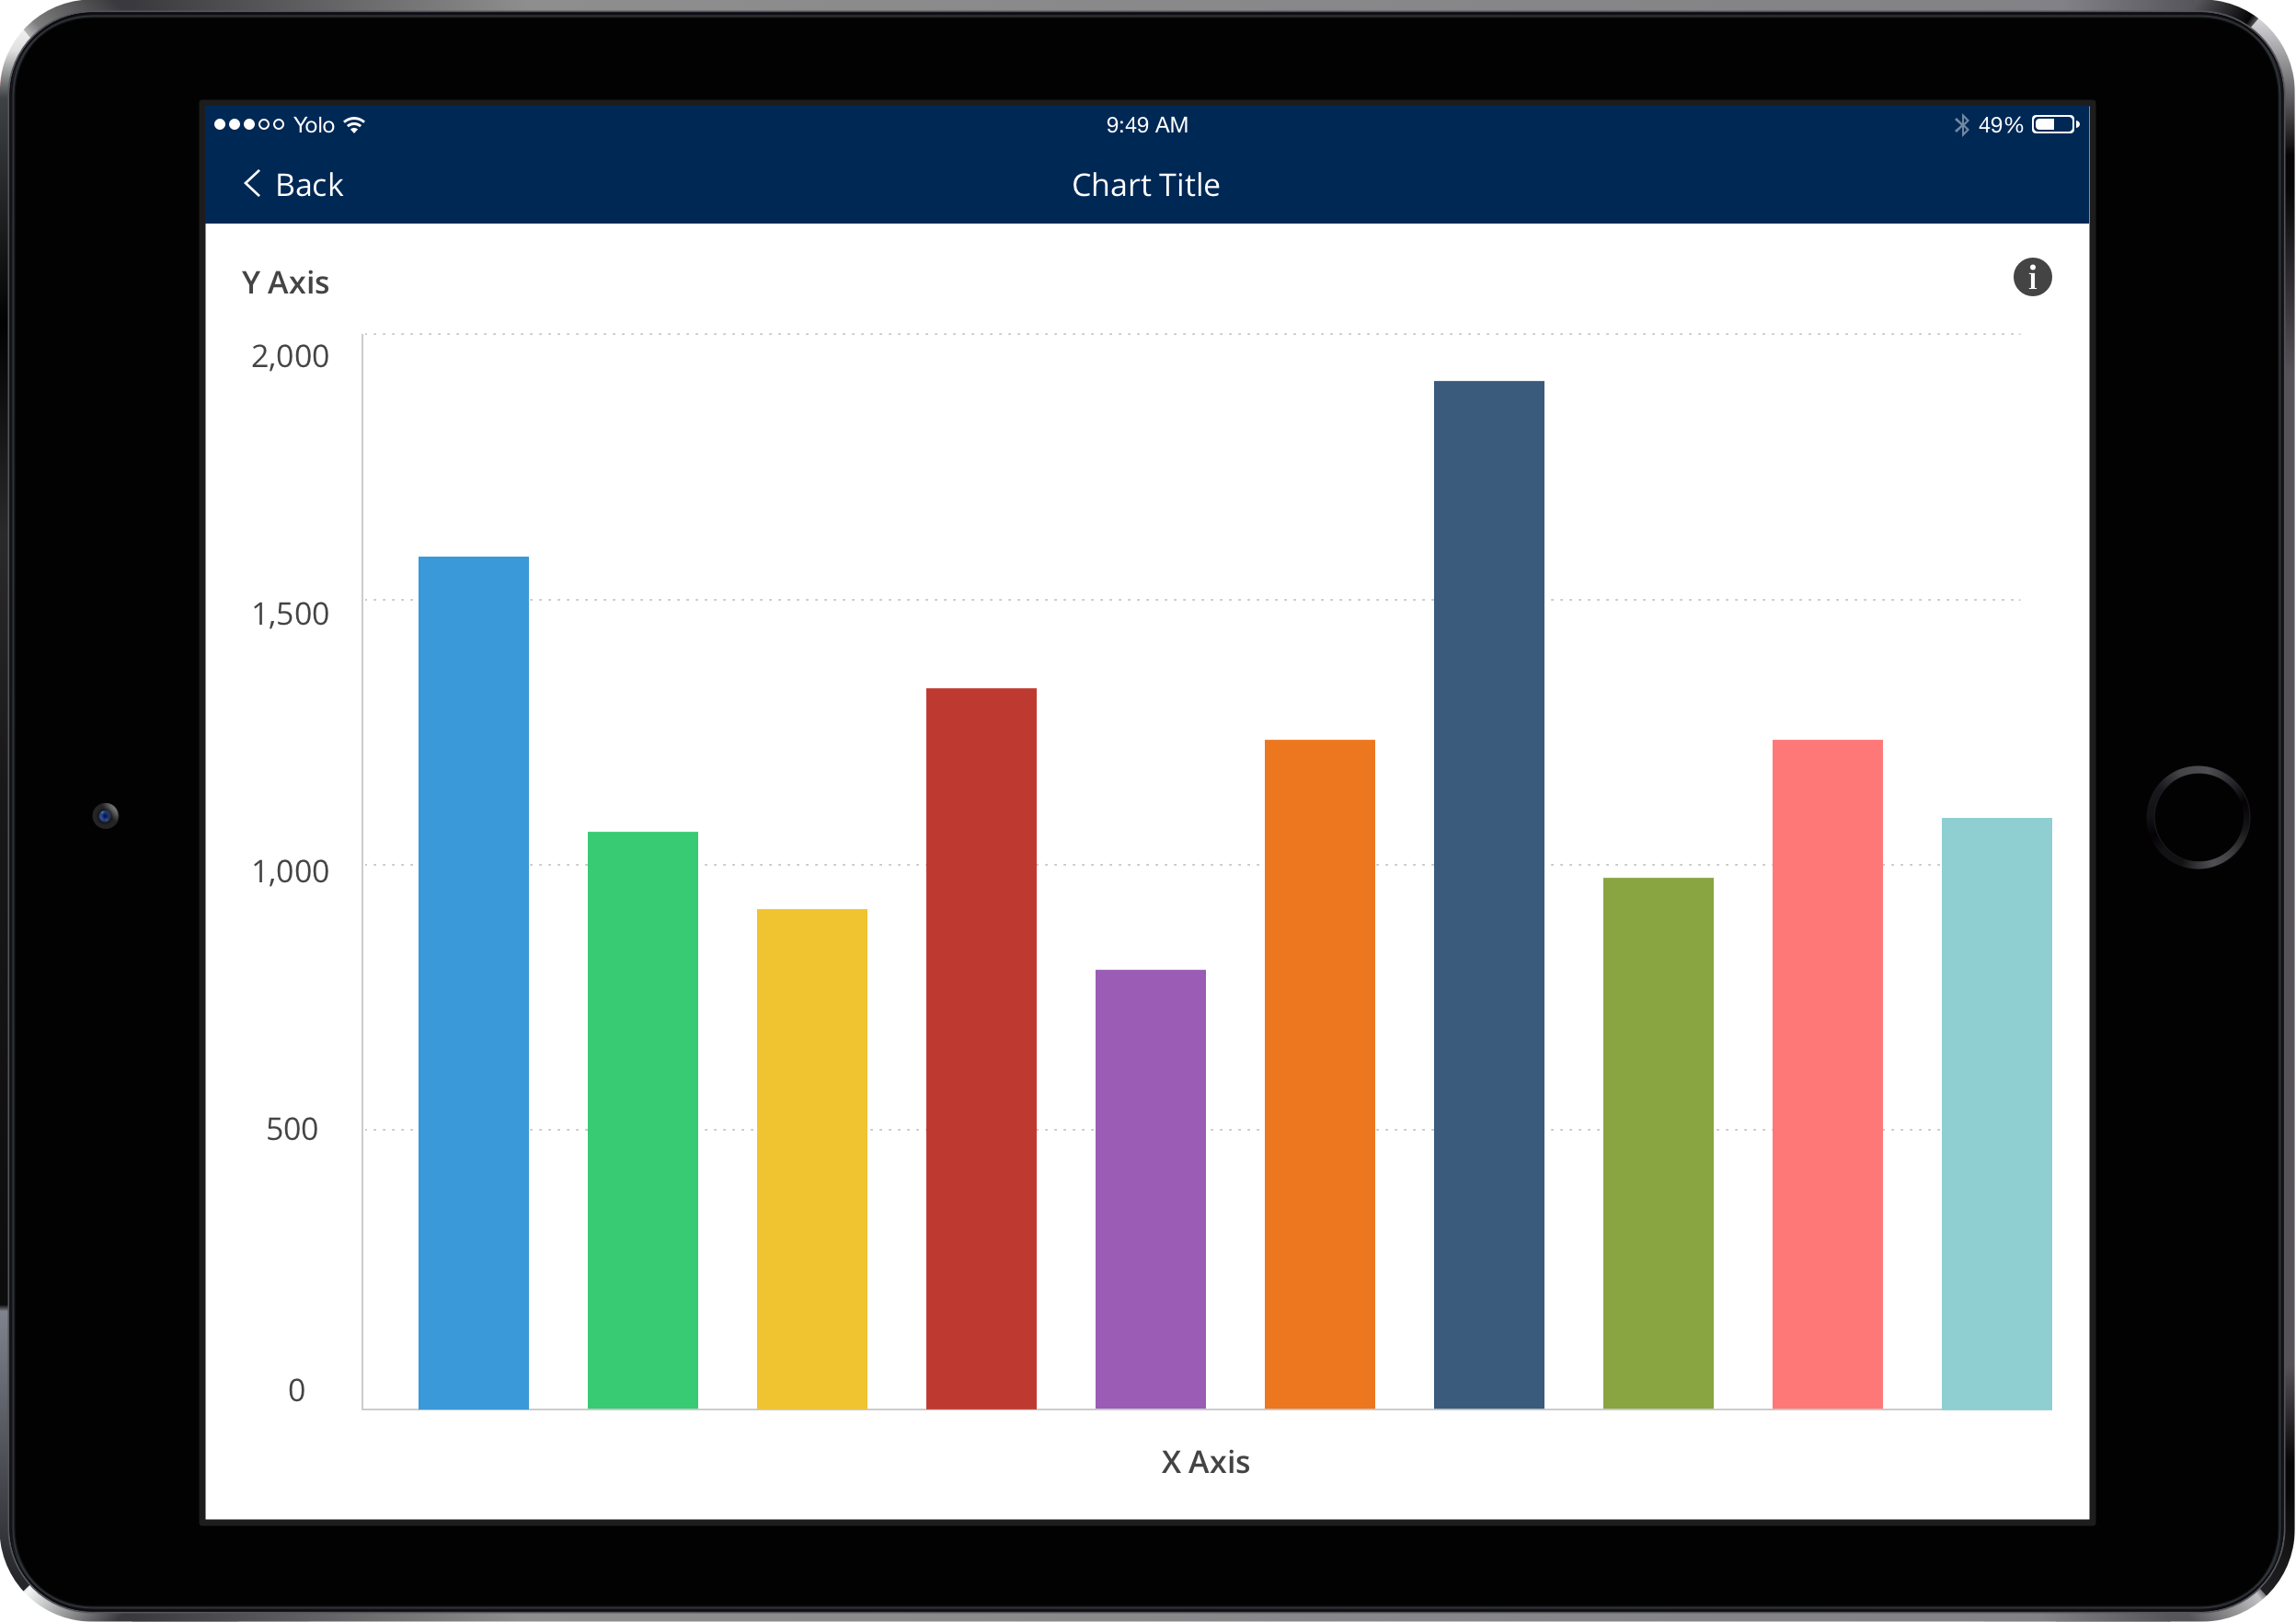 Yolo 9:49 AM 49%
Back Chart Title
Y Axis i
2,000
1,500
1,000
500
0
X Axis